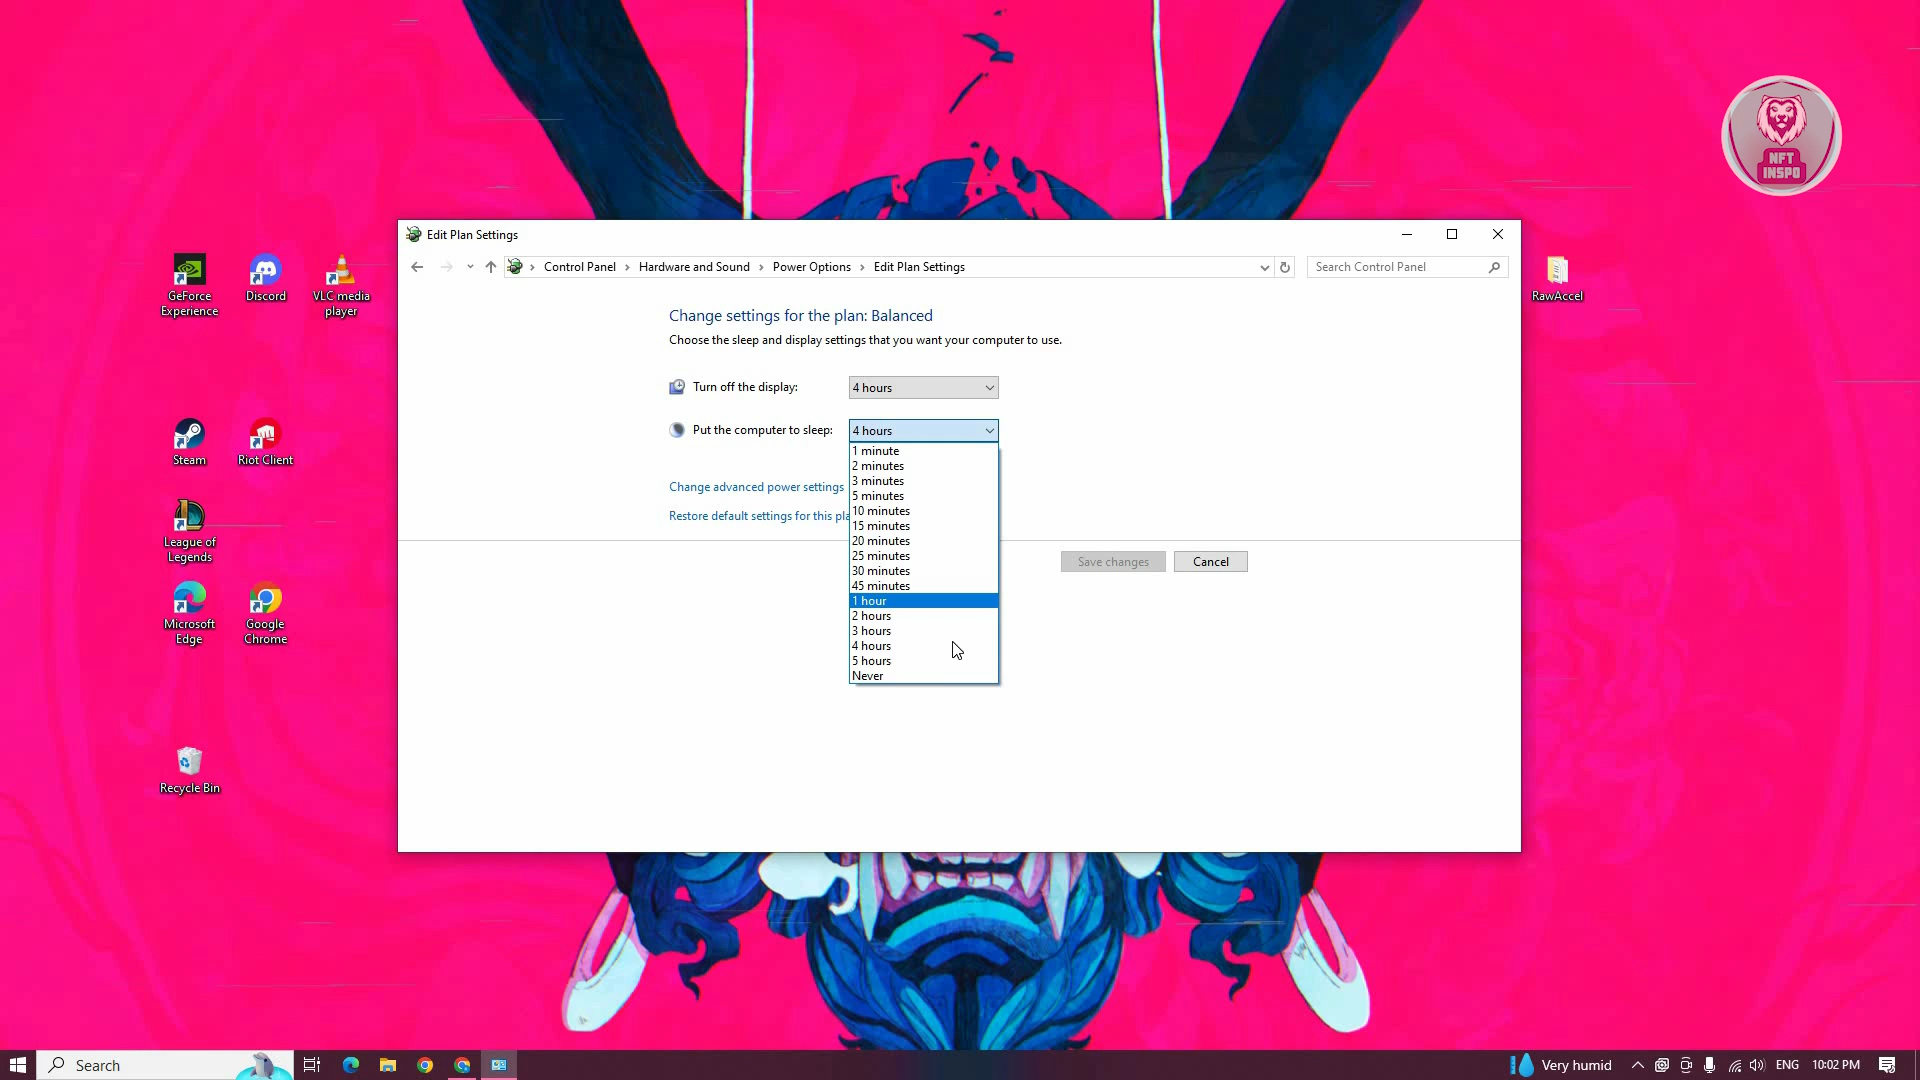 NFT
INSPO
Edit Plan Settings
Control Panel
Hardware and Sound
Power Options
Edit Plan Settings
Search Control Panel
GeForce
Experience
Discord
VLC media
player
RawAccel
Change settings for the plan: Balanced
Choose the sleep and display settings that you want your computer to use.
Turn off the display:
4 hours
Put the computer to sleep:
4 hours
1 minute
2 minutes
3 minutes
5 minutes
10 minutes
15 minutes
20 minutes
25 minutes
30 minutes
45 minutes
1 hour
2 hours
3 hours
4 hours
5 hours
Never
Change advanced power settings
Restore default settings for this pla
Save changes
Cancel
Steam
Riot Client
League of
Legends
Microsoft
Edge
Google
Chrome
Recycle Bin
Search
Very humid
ENG
10:02 PM